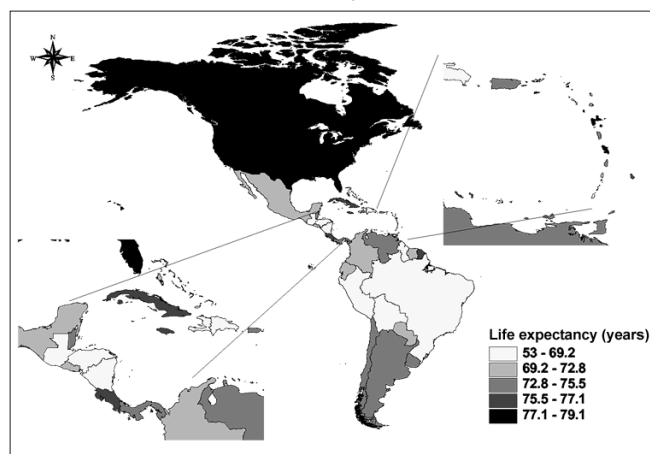 N
W E
S
Life expectancy (years)
53 - 69.2
69.2 - 72.8
72.8 - 75.5
75.5 - 77.1
77.1 - 79.1